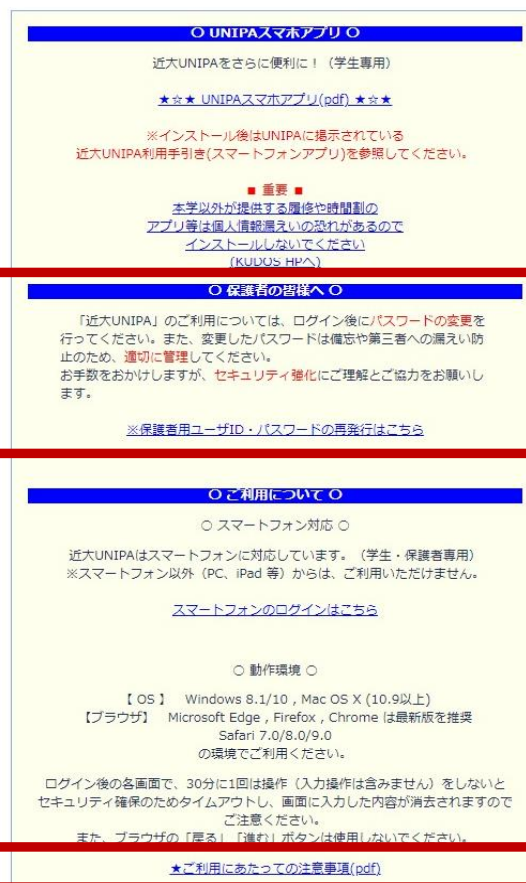 ○ UNIPAスマホアプリ ○
近大UNIPAをさらに便利に！（学生専用）
★☆★ UNIPAスマホアプリ(pdf) ★☆★
※インストール後はUNIPAに掲示されている
近大UNIPA利用手引き(スマートフォンアプリ)を参照してください。
■ 重要 ■
本学以外が提供する履修や時間割の
アプリ等は個人情報漏えいの恐れがあるので
インストールしないでください
(KUDOS HPへ)
○ 保護者の皆様へ ○
「近大UNIPA」のご利用については、ログイン後にパスワードの変更を
行ってください。また、変更したパスワードは備忘や第三者への漏えい防
止のため、適切に管理してください。
お手数をおかけしますが、セキュリティ強化にご理解とご協力をお願いし
ます。
※保護者用ユーザID・パスワードの再発行はこちら
○ ご利用について ○
○ スマートフォン対応 ○
近大UNIPAはスマートフォンに対応しています。（学生・保護者専用）
※スマートフォン以外（PC、iPad 等）からは、ご利用いただけません。
スマートフォンのログインはこちら
○ 動作環境 ○
【 OS 】 Windows 8.1/10 , Mac OS X (10.9以上)
【ブラウザ】 Microsoft Edge , Firefox , Chrome は最新版を推奨
Safari 7.0/8.0/9.0
の環境でご利用ください。
ログイン後の各画面で、30分に1回は操作（入力操作は含みません）をしないと
セキュリティ確保のためタイムアウトし、画面に入力した内容が消去されますので
ご注意ください。
また、ブラウザの「戻る」「進む」ボタンは使用しないでください。
★ご利用にあたっての注意事項(pdf)